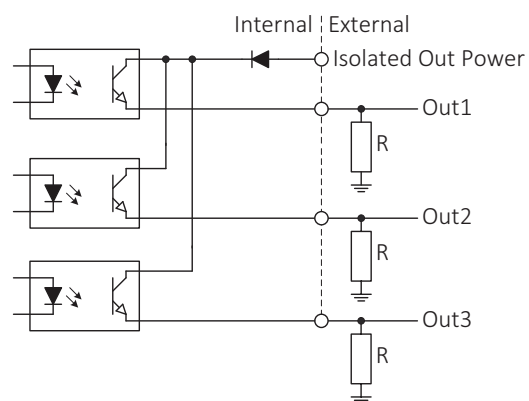 Internal External
Isolated Out Power
Out1
R
Out2
R
Out3
R